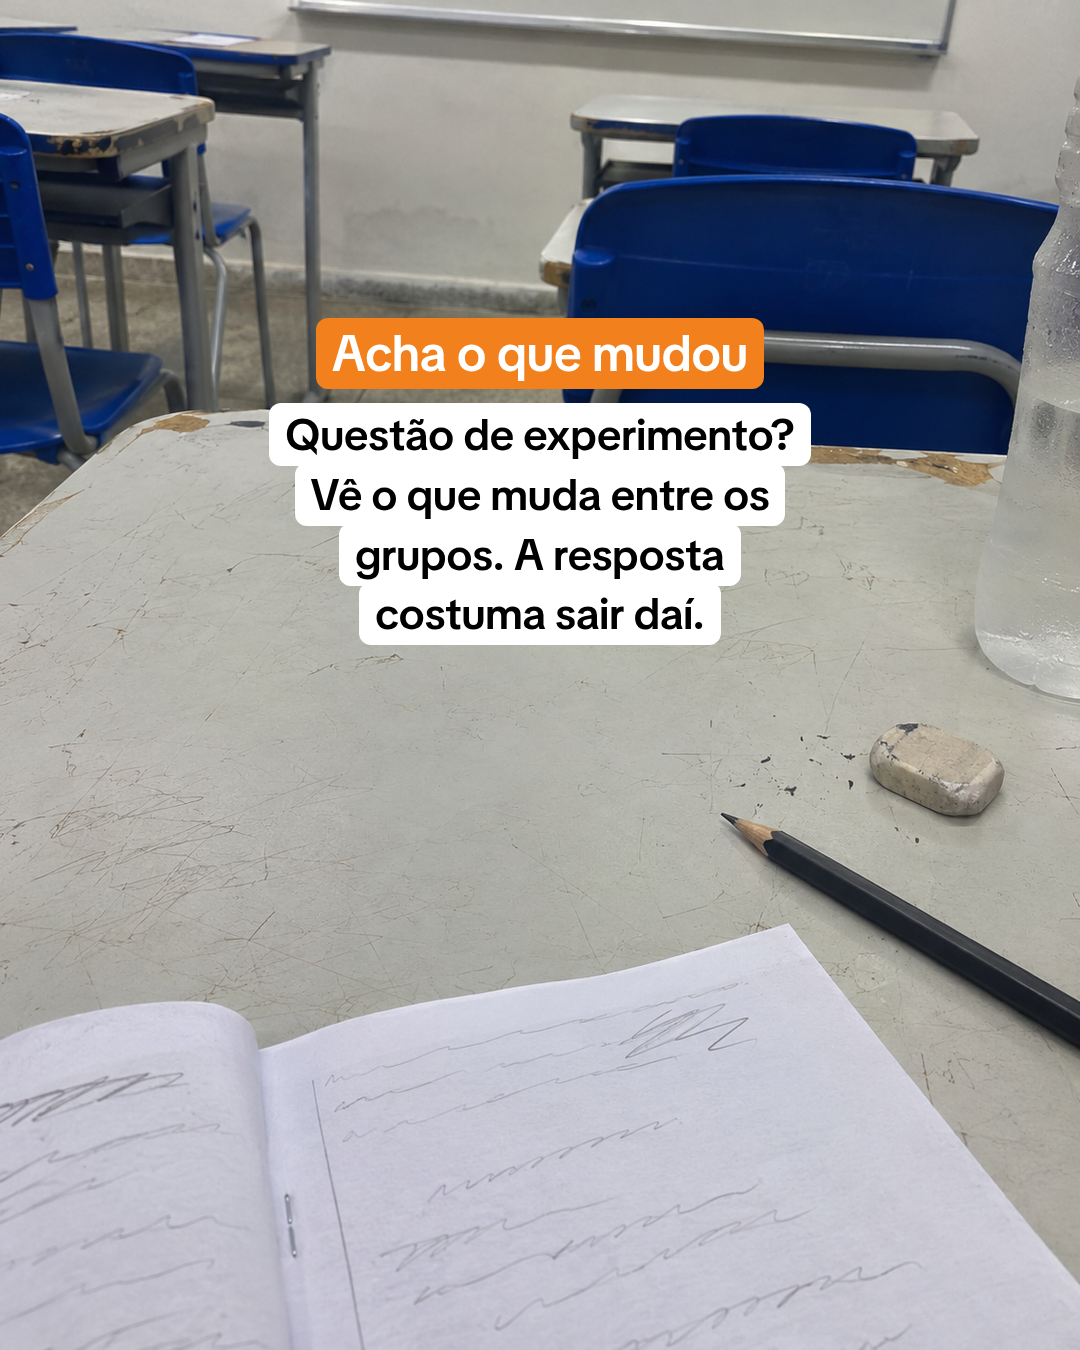 Acha o que mudou
Questão de experimento?
Vê o que muda entre os
grupos. A resposta
costuma sair daí.